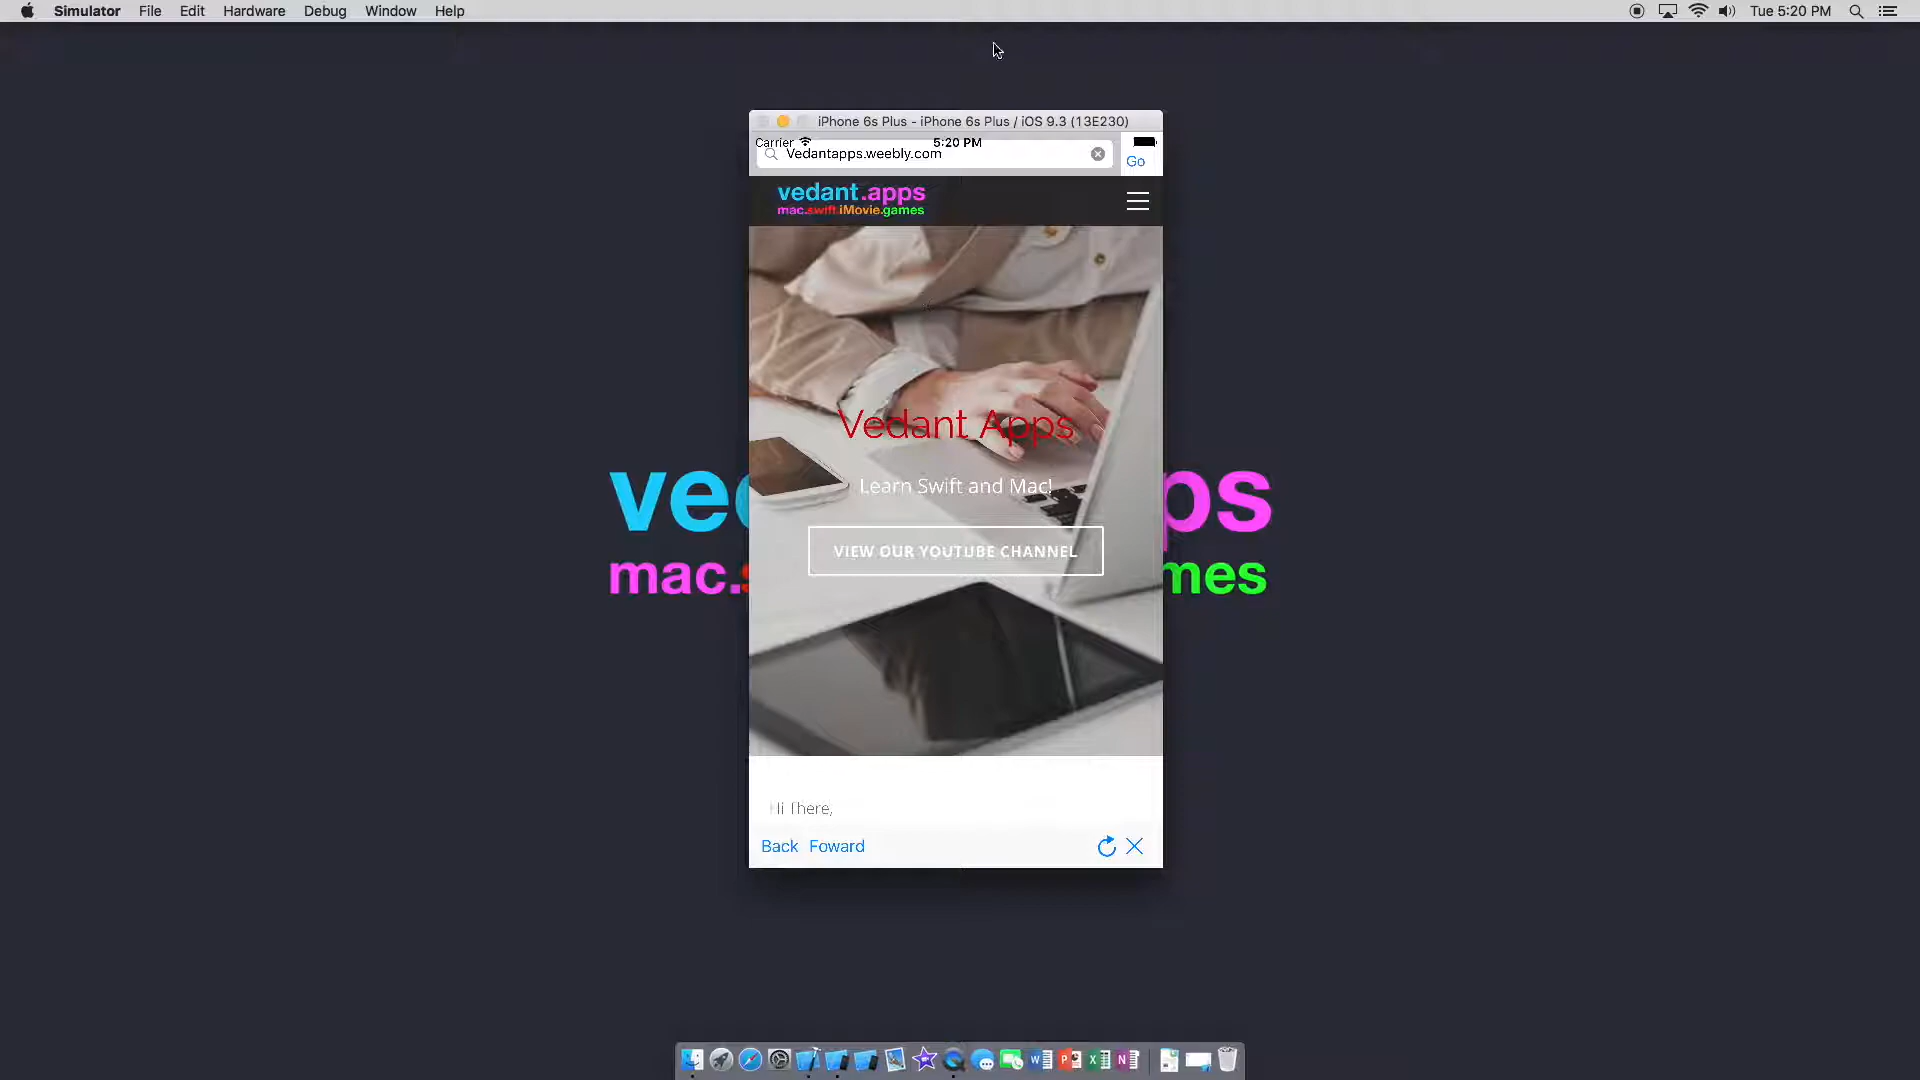 Simulator File Edit Hardware Debug Window Help
Tue 5:20 PM
iPhone 6s Plus - iPhone 6s Plus / iOS 9.3 (13E230)
Carrier 5:20 PM
Vedantapps.weebly.com
Go
vedant.apps
mac.swift.iMovie.games
Vedant Apps
Learn Swift and Mac!
VIEW OUR YOUTUBE CHANNEL
Hi There,
Back Foward
ve ps
mac. mes